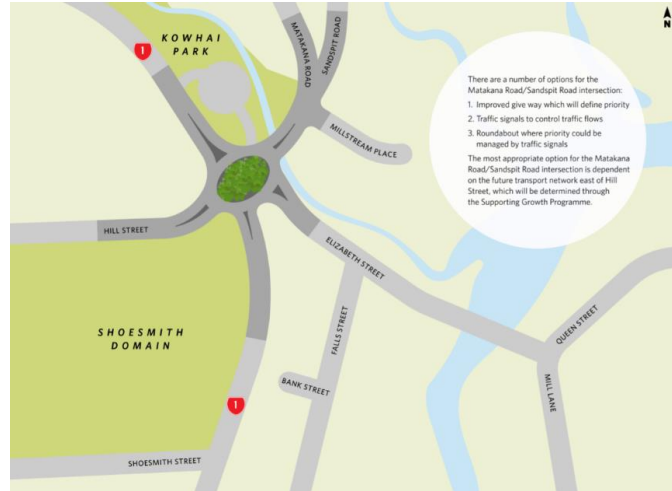 N
KOWHAI
PARK
1
MATAKANA ROAD
SANDSPIT ROAD
There are a number of options for the
Matakana Road/Sandspit Road intersection:
1. Improved give way which will define priority
2. Traffic signals to control traffic flows
3. Roundabout where priority could be
managed by traffic signals
The most appropriate option for the Matakana
Road/Sandspit Road intersection is dependent
on the future transport network east of Hill
Street, which will be determined through
the Supporting Growth Programme.
MILLSTREAM PLACE
HILL STREET
ELIZABETH STREET
SHOESMITH
DOMAIN
FALLS STREET
QUEEN STREET
BANK STREET
MILL LANE
1
SHOESMITH STREET